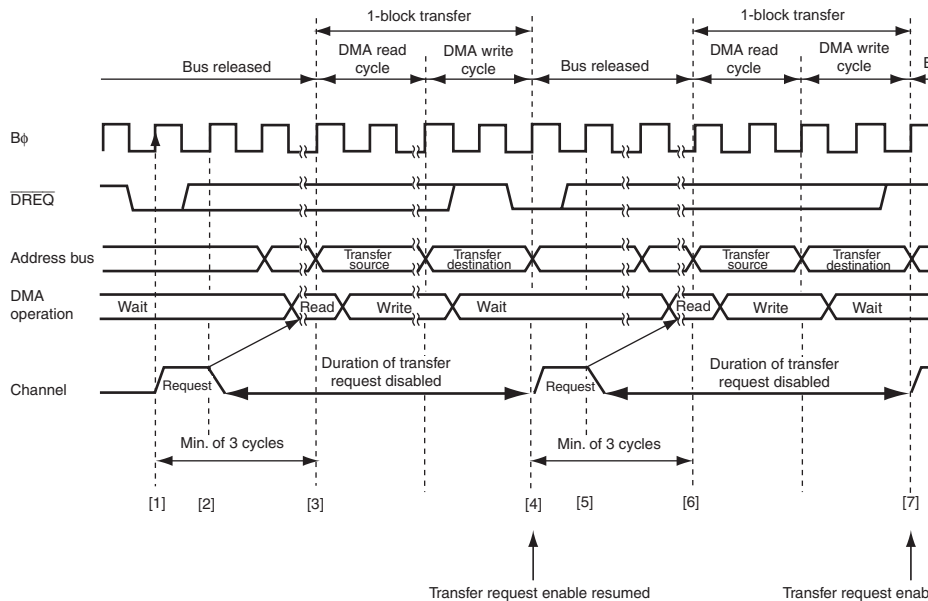 1-block transfer
1-block transfer
DMA read
cycle
DMA write
cycle
DMA read
cycle
DMA write
cycle
Bus released
Bus released
B
Bφ
DREQ
Address bus
Transfer
source
Transfer
destination
Transfer
source
Transfer
destination
DMA
operation
Wait
Read
Write
Wait
Read
Write
Wait
Channel
Request
Duration of transfer
request disabled
Request
Duration of transfer
request disabled
Min. of 3 cycles
Min. of 3 cycles
[1] [2] [3] [4] [5] [6] [7]
Transfer request enable resumed
Transfer request enab